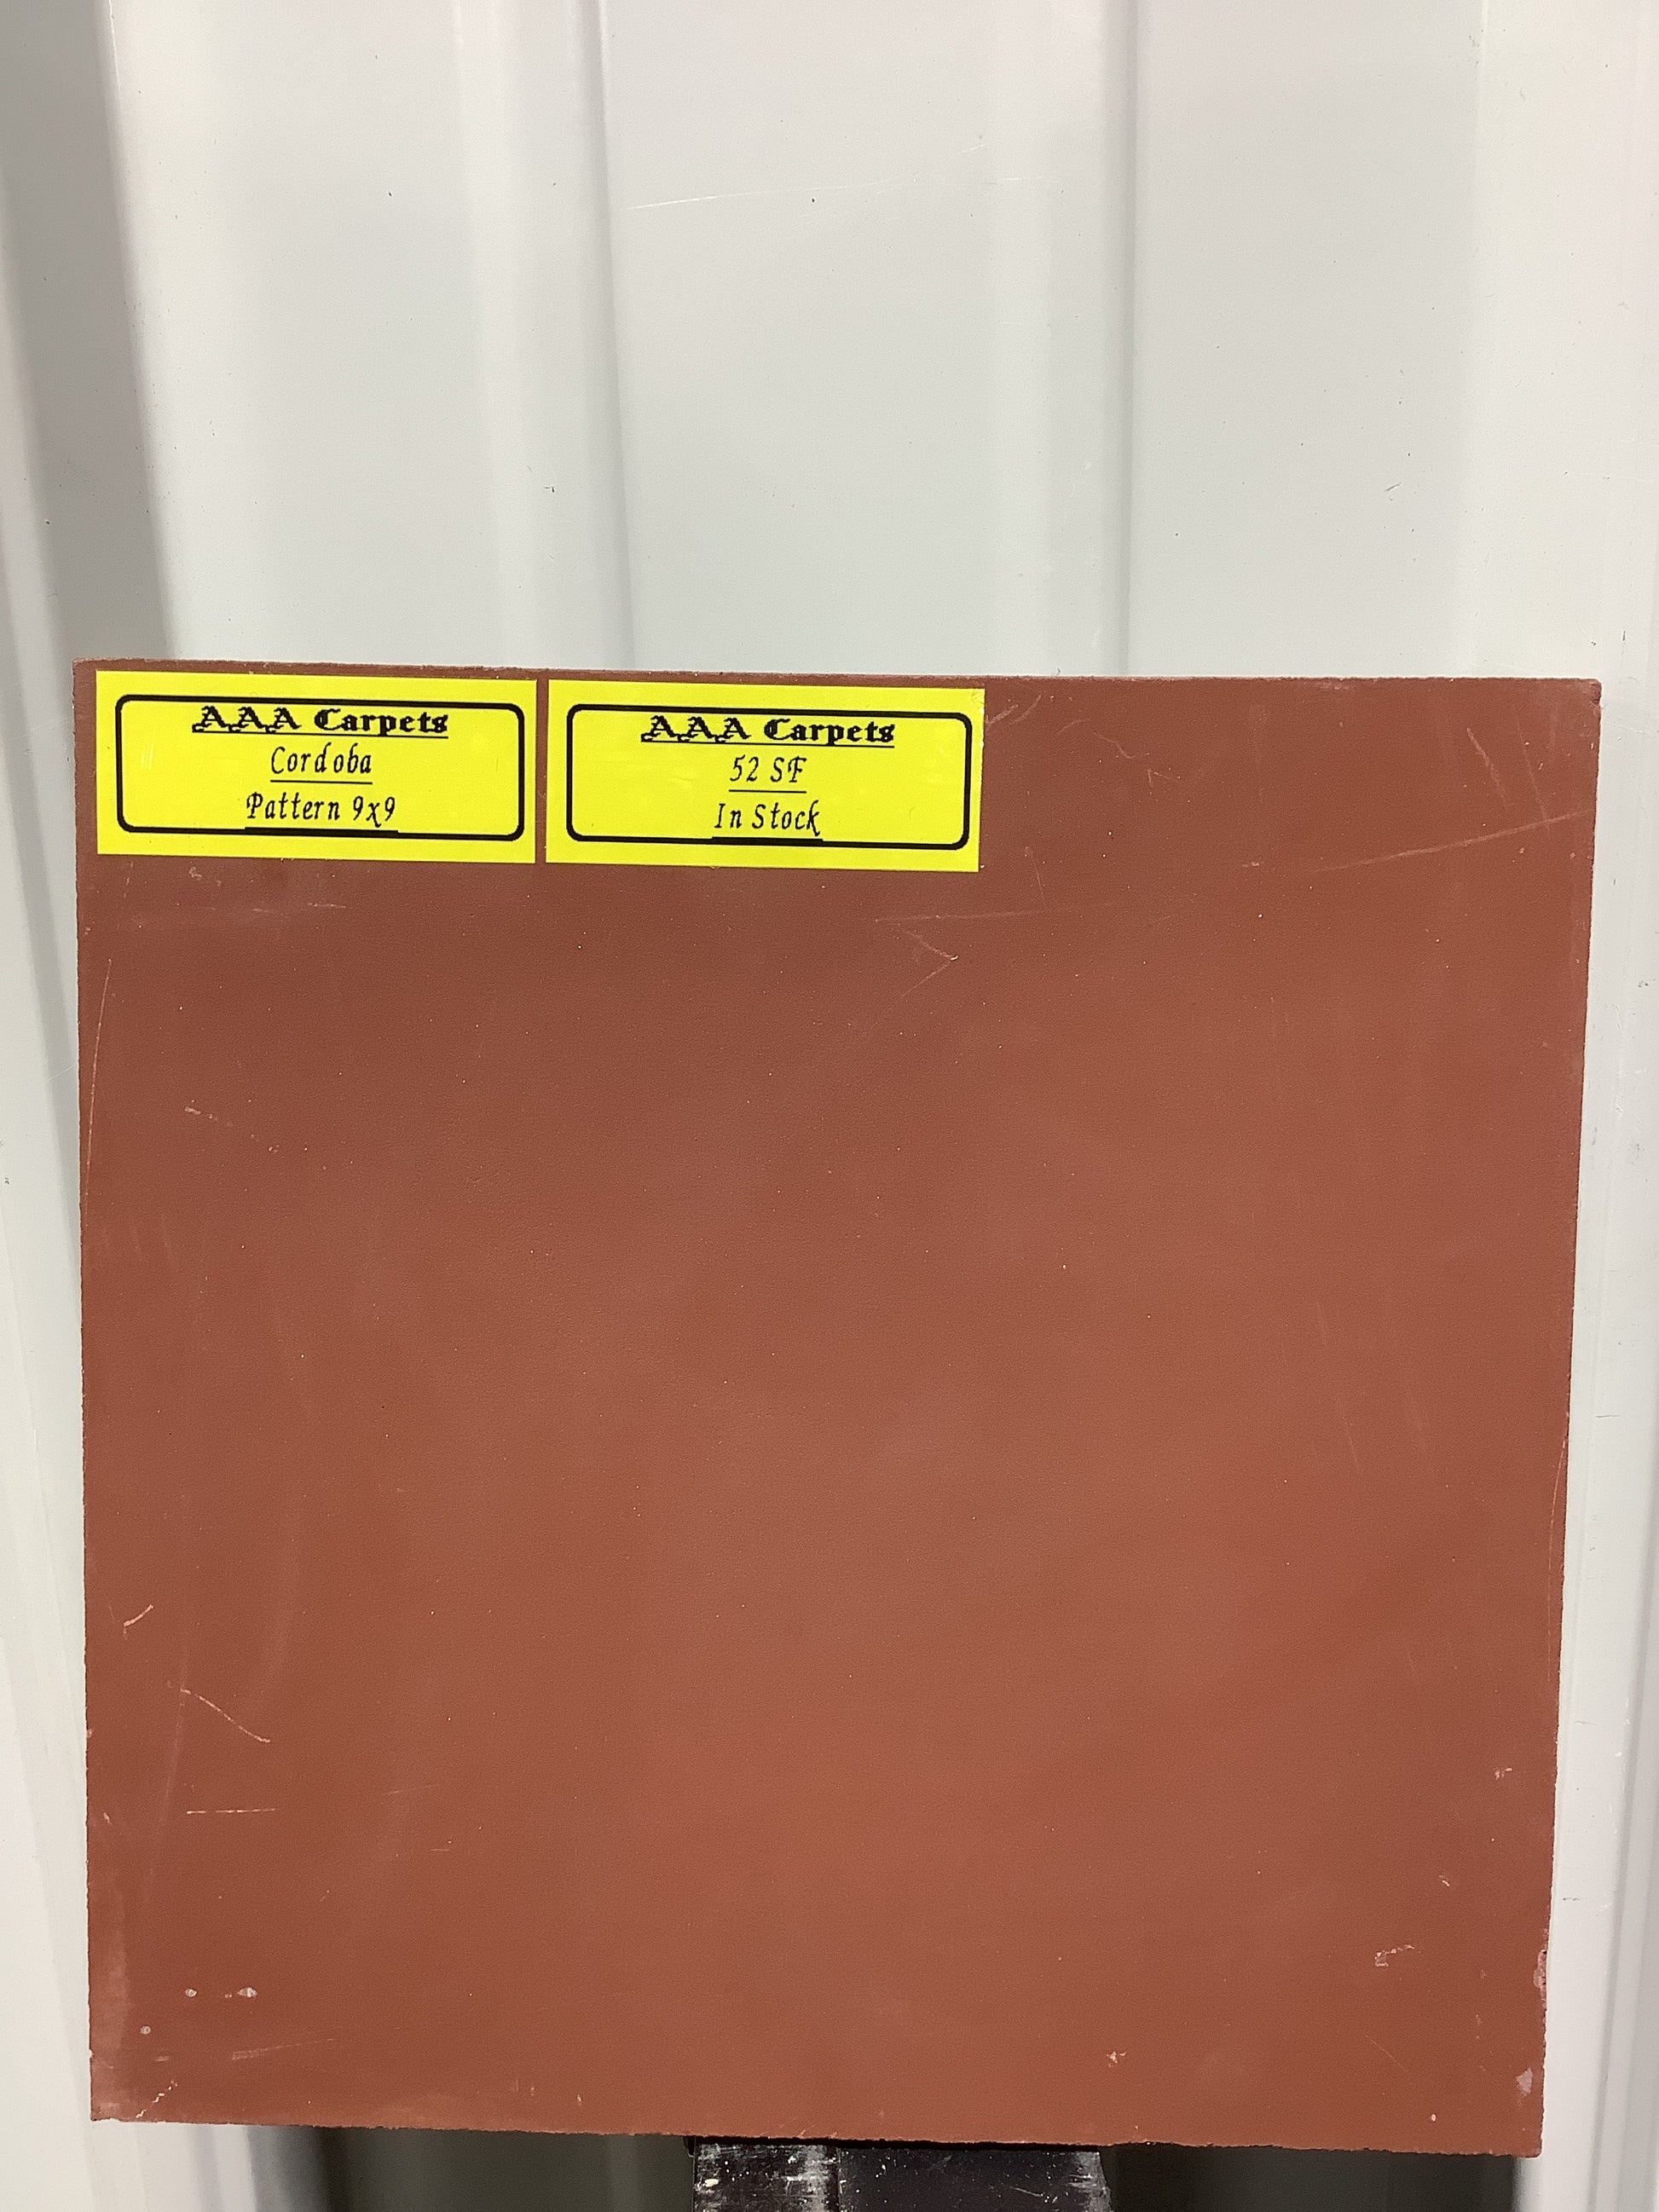 AAA Carpets
Cordoba
Pattern 9x9
AAA Carpets
52 SF
In Stock